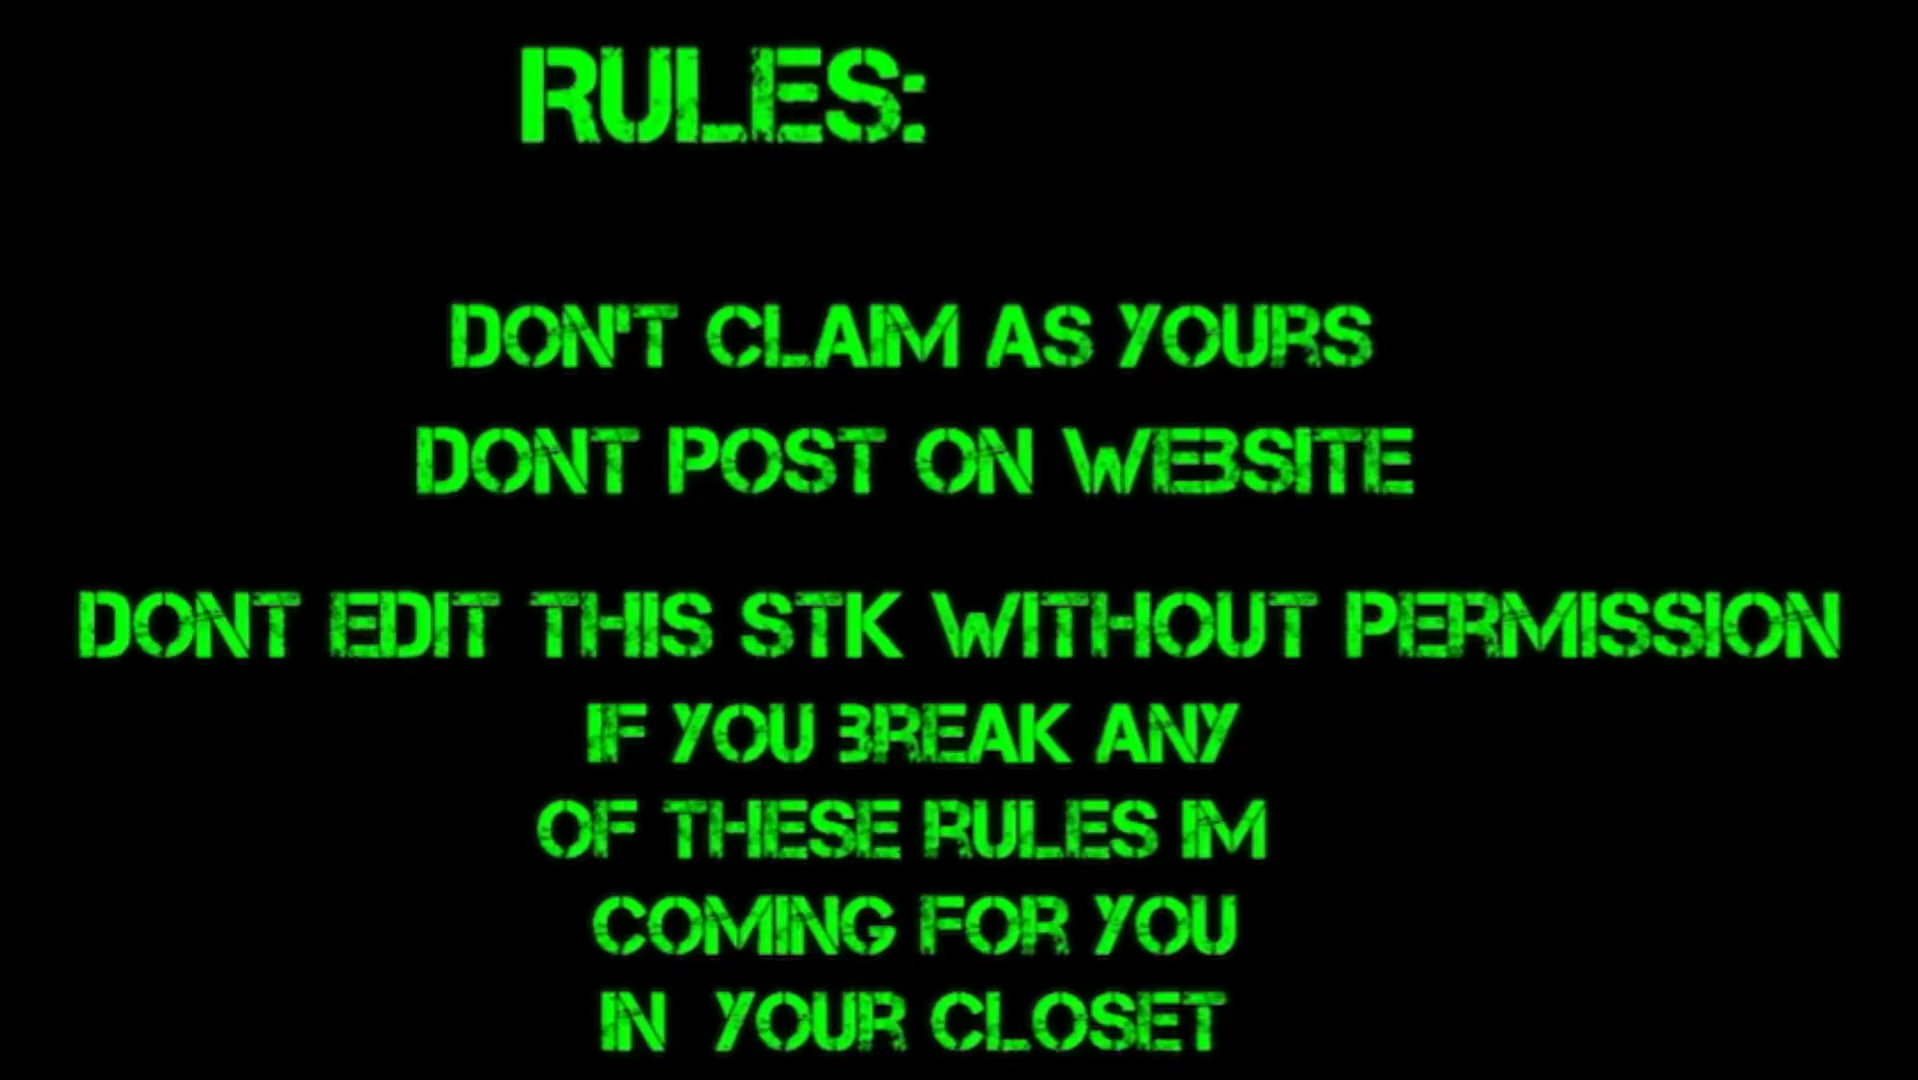 RULES:
DON'T CLAIM AS YOURS
DONT POST ON WEBSITE
DONT EDIT THIS STK WITHOUT PERMISSION
IF YOU BREAK ANY
OF THESE RULES IM
COMING FOR YOU
IN YOUR CLOSET